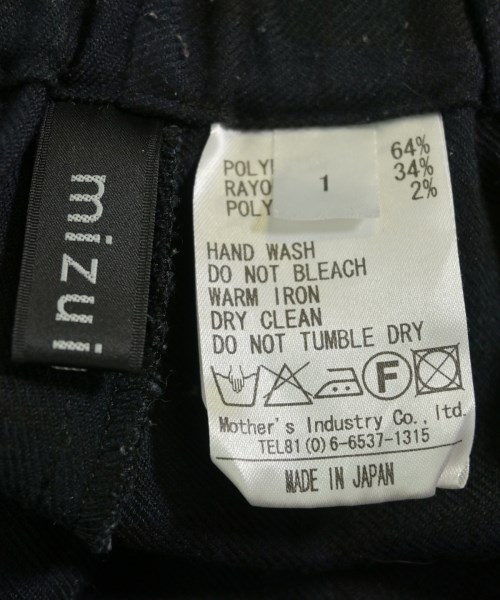 mizui
64%
POLY 34%
RAYO 2%
POLY
1
HAND WASH
DO NOT BLEACH
WARM IRON
DRY CLEAN
DO NOT TUMBLE DRY
F
Mother's Industry Co., ltd.
TEL81(0)6-6537-1315
MADE IN JAPAN